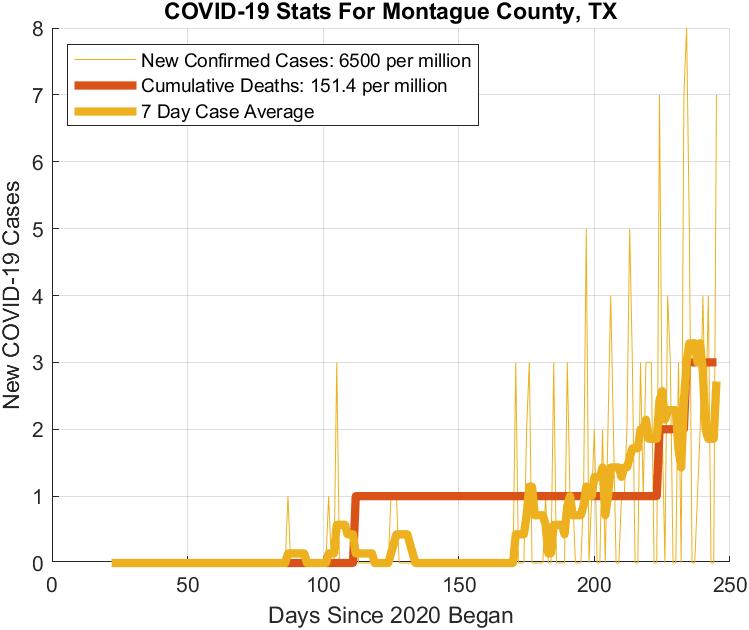 COVID-19 Stats For Montague County, TX
New Confirmed Cases: 6500 per million
Cumulative Deaths: 151.4 per million
7 Day Case Average
New COVID-19 Cases
8
7
6
5
4
3
2
1
0
0 50 100 150 200 250
Days Since 2020 Began